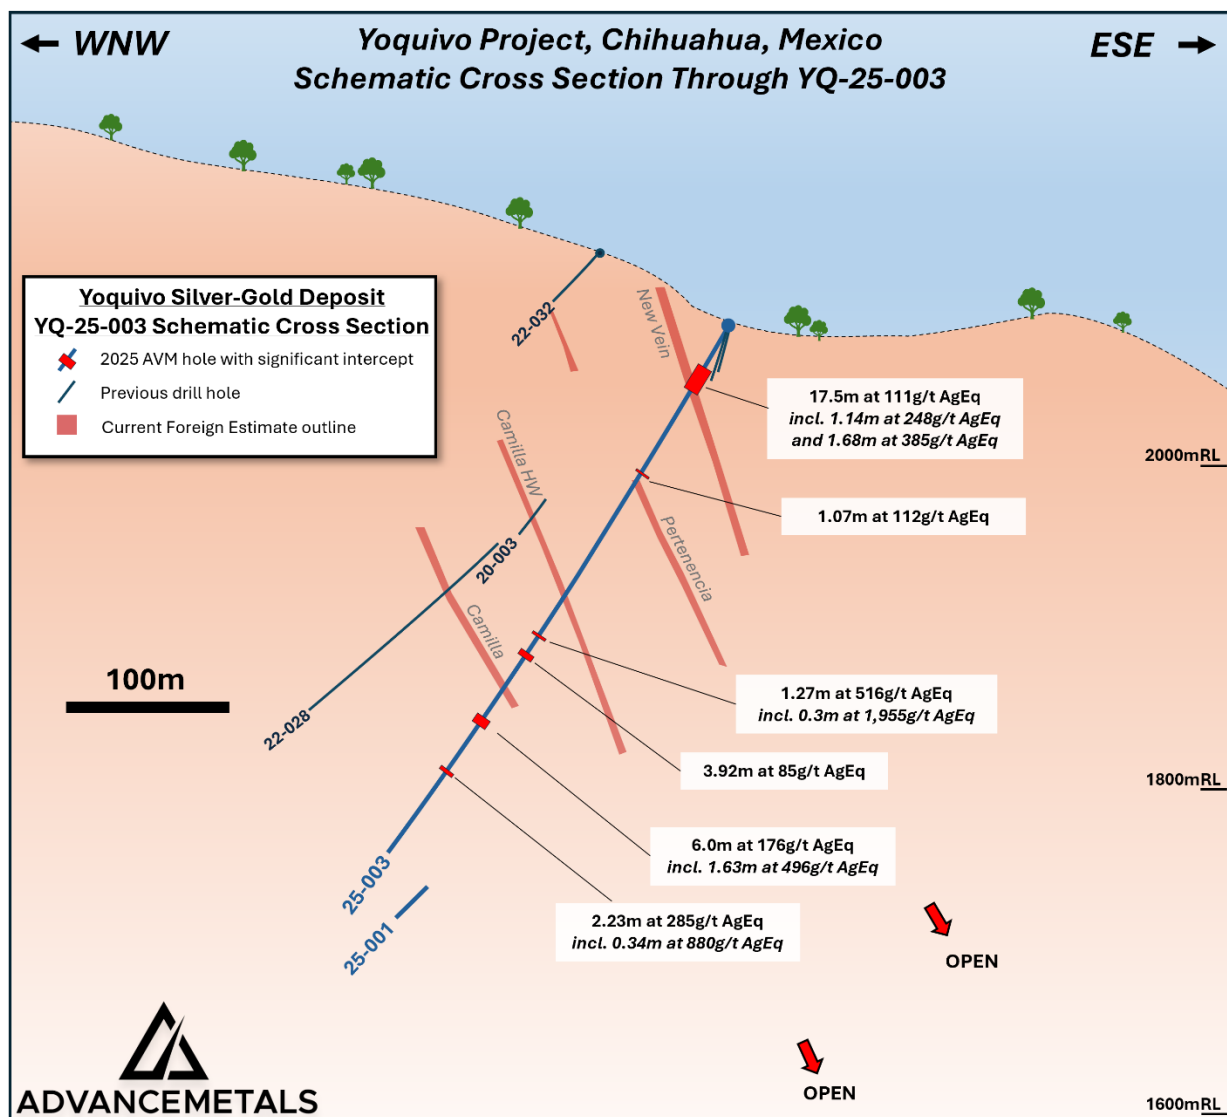 WNW
Yoquivo Project, Chihuahua, Mexico
Schematic Cross Section Through YQ-25-003
ESE
Yoquivo Silver-Gold Deposit
YQ-25-003 Schematic Cross Section
2025 AVM hole with significant intercept
Previous drill hole
Current Foreign Estimate outline
22-032
New Vein
17.5m at 111g/t AgEq
incl. 1.14m at 248g/t AgEq
and 1.68m at 385g/t AgEq
Camilla HW
2000mRL
1.07m at 112g/t AgEq
20-003
Pertenencia
Camilla
100m
22-028
1.27m at 516g/t AgEq
incl. 0.3m at 1,955g/t AgEq
3.92m at 85g/t AgEq
1800mRL
6.0m at 176g/t AgEq
incl. 1.63m at 496g/t AgEq
25-003
25-001
2.23m at 285g/t AgEq
incl. 0.34m at 880g/t AgEq
OPEN
OPEN
ADVANCEMETALS
1600mRL